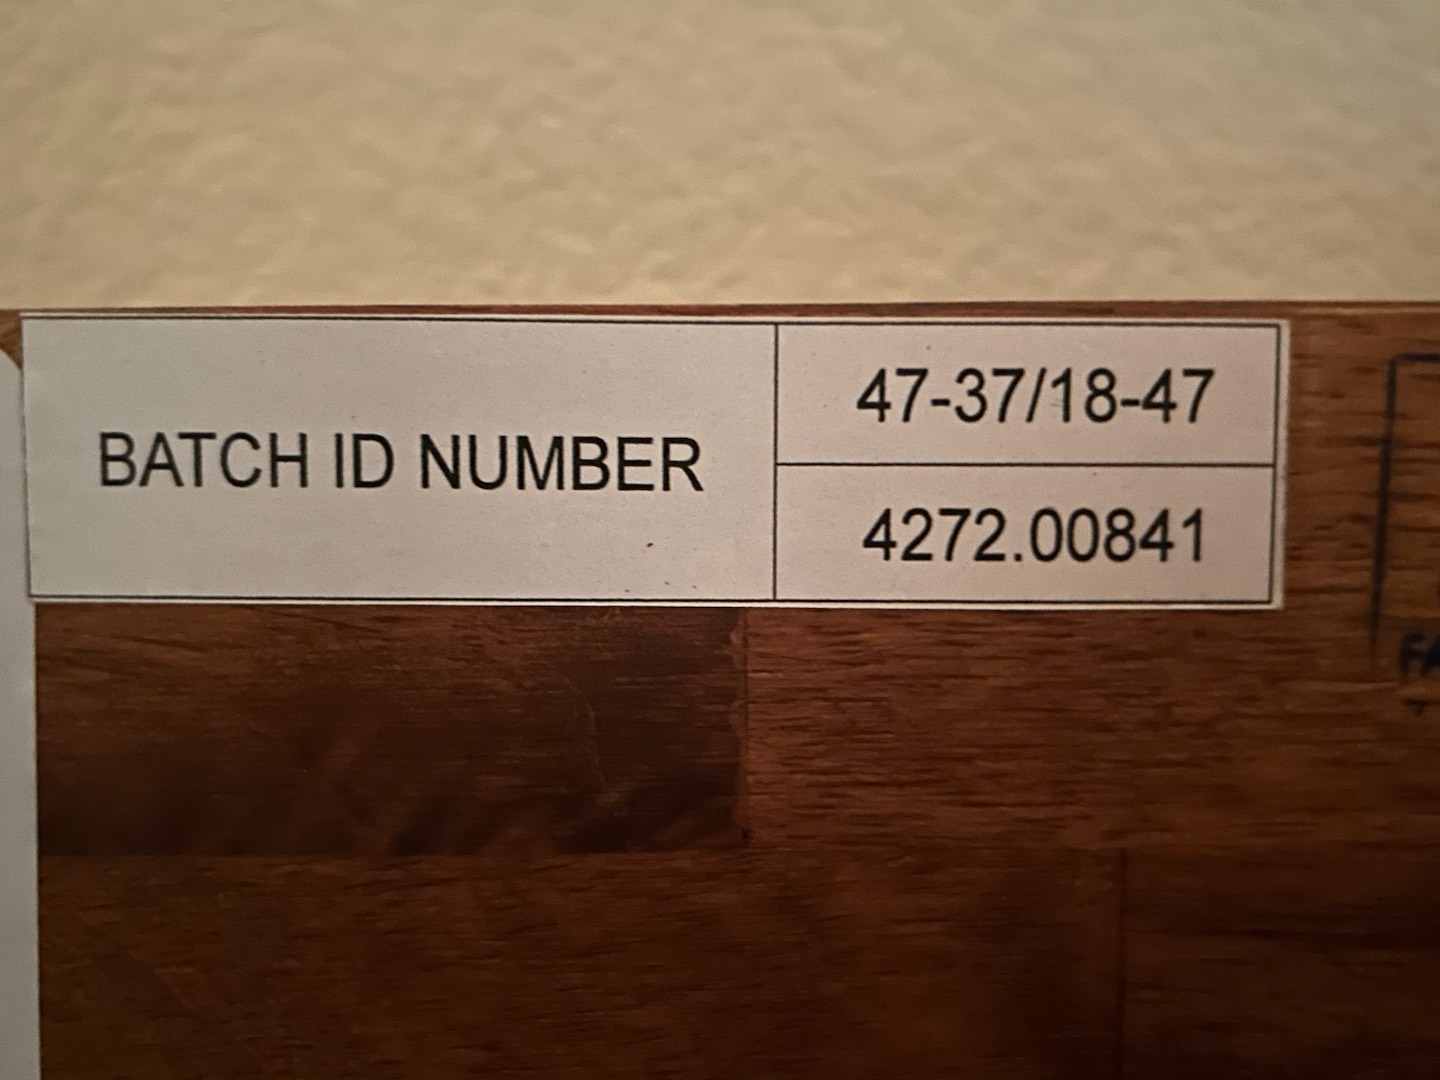 BATCH ID NUMBER
47-37/18-47
4272.00841